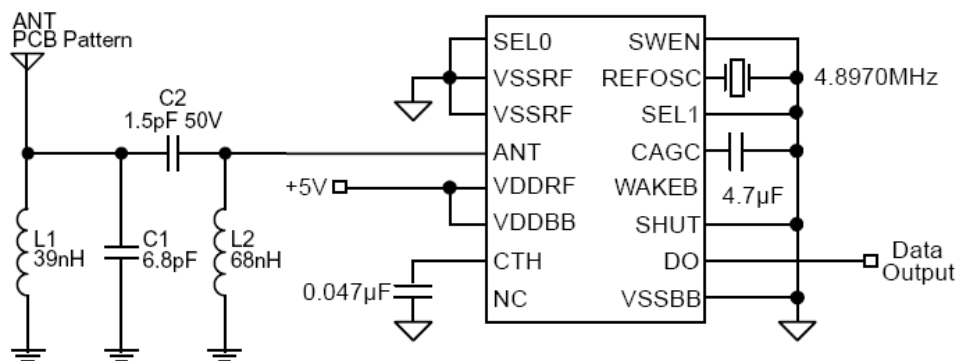 ANT
PCB Pattern
C2
1.5pF 50V
L1
39nH
C1
6.8pF
L2
68nH
+5V
0.047µF
SEL0
VSSRF
VSSRF
ANT
VDDRF
VDDBB
CTH
NC
SWEN
REFOSC
SEL1
CAGC
WAKEB
SHUT
DO
VSSBB
4.8970MHz
4.7µF
Data
Output